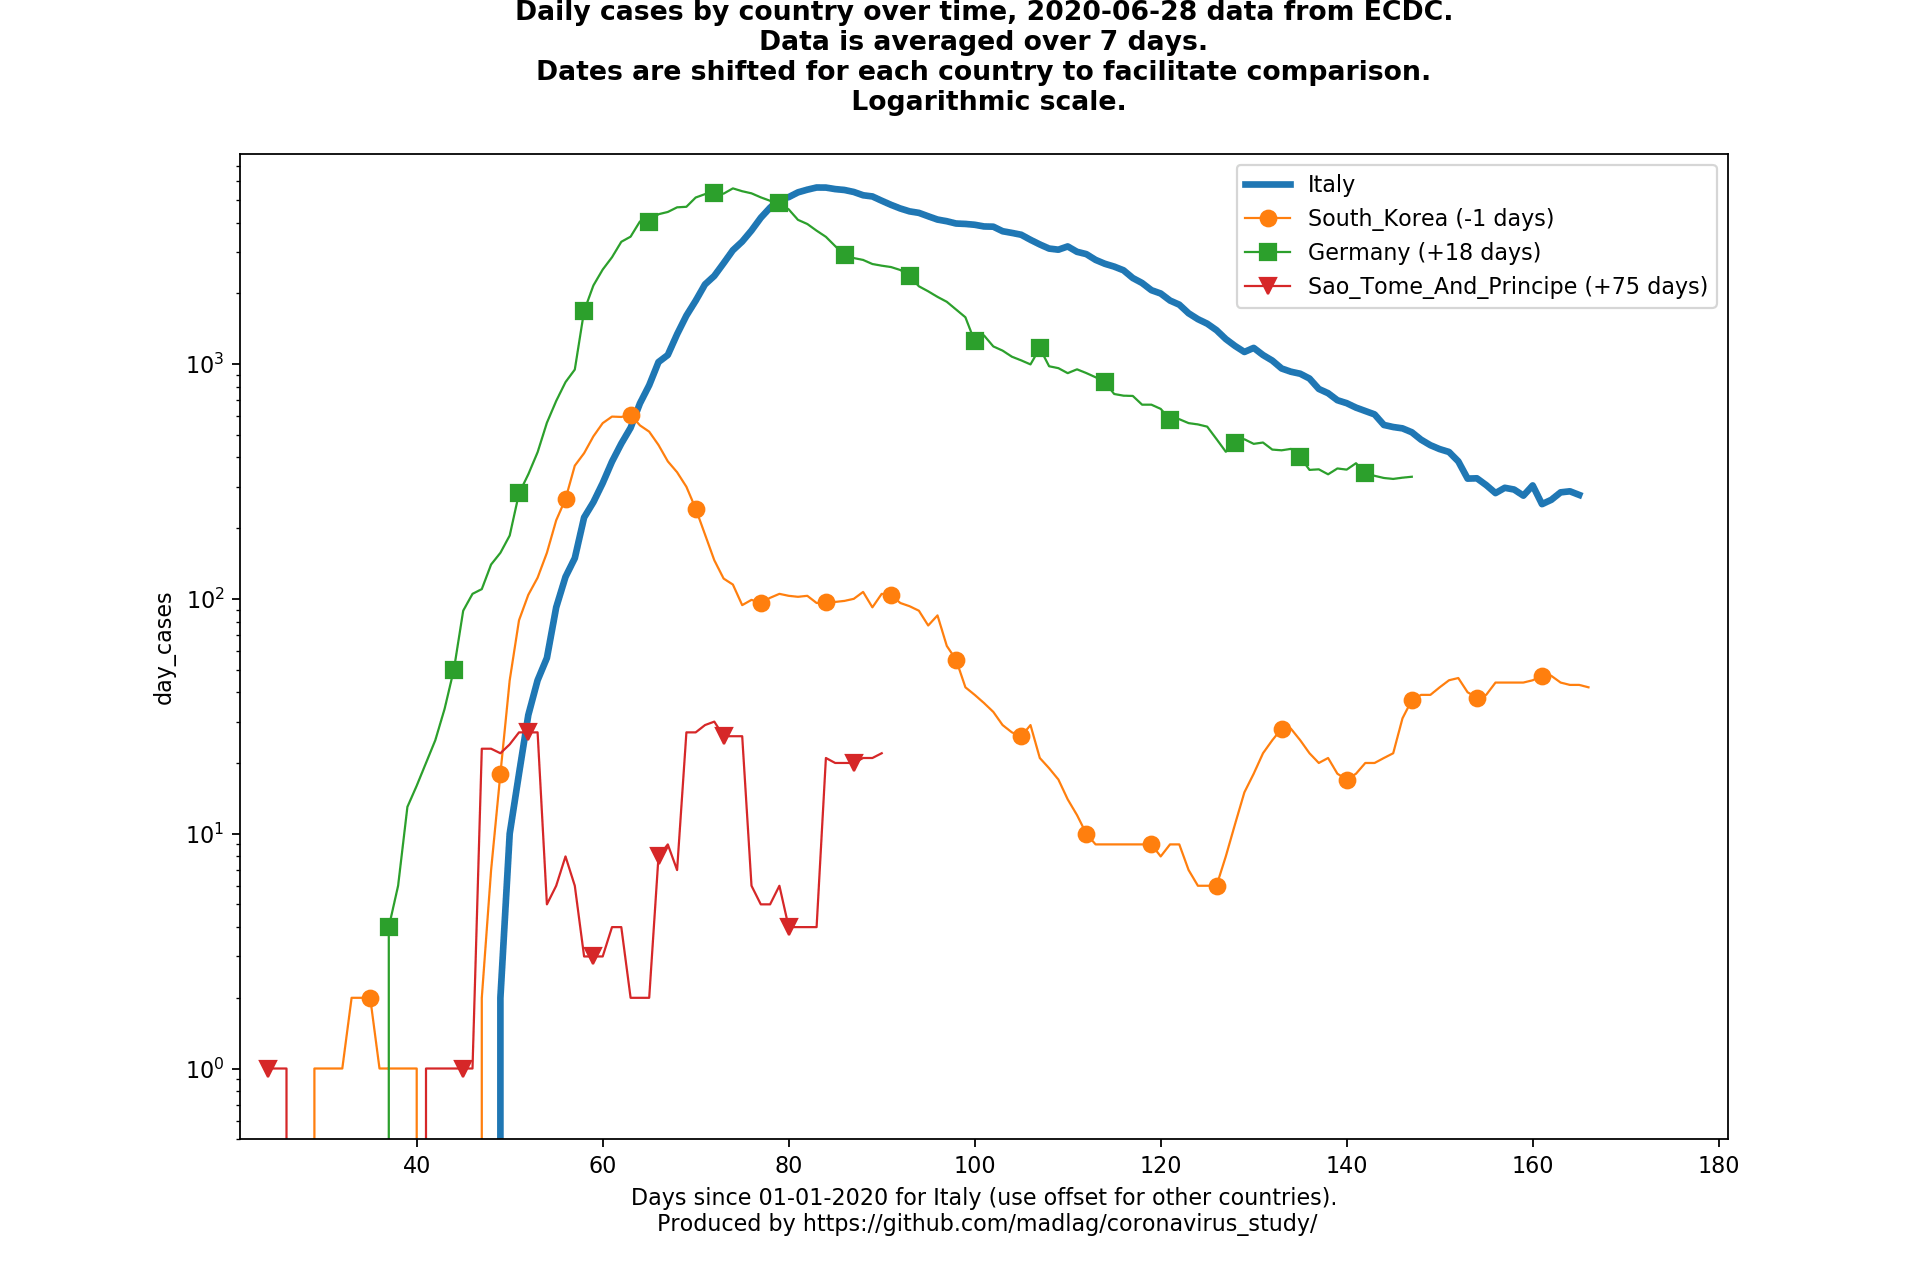 Daily cases by country over time, 2020-06-28 data from ECDC.
Data is averaged over 7 days.
Dates are shifted for each country to facilitate comparison.
Logarithmic scale.
Italy
South_Korea (-1 days)
Germany (+18 days)
Sao_Tome_And_Principe (+75 days)
day_cases
10³
10²
10¹
10⁰
40 60 80 100 120 140 160 180
Days since 01-01-2020 for Italy (use offset for other countries).
Produced by https://github.com/madlag/coronavirus_study/